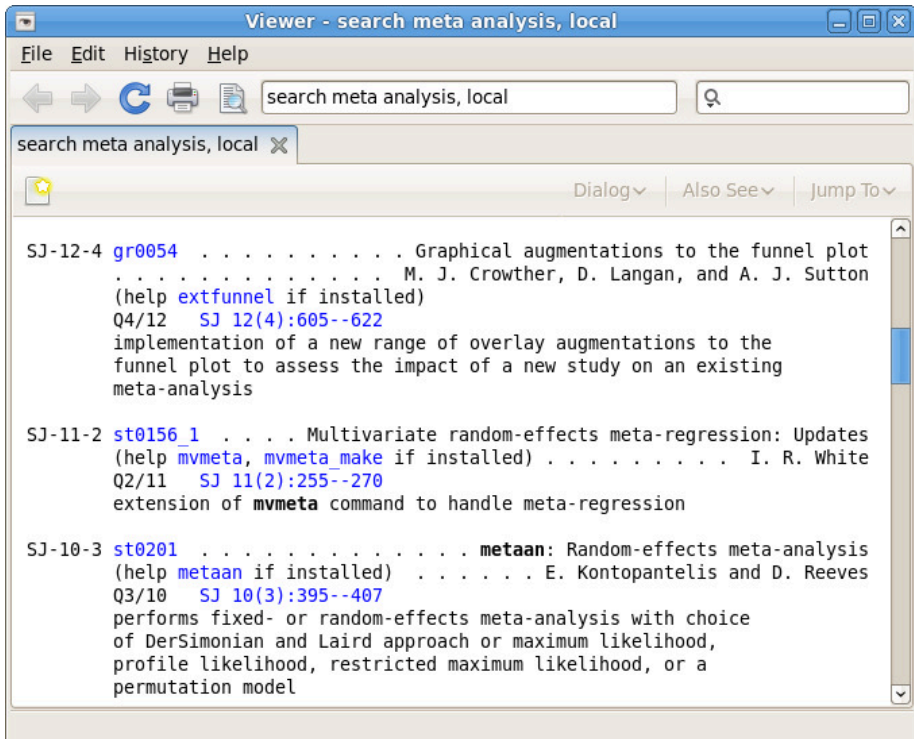 Viewer - search meta analysis, local
File Edit History Help
search meta analysis, local
search meta analysis, local
Dialog Also See Jump To
SJ-12-4 gr0054 . . . . . . . . . . Graphical augmentations to the funnel plot
. . . . . . . . . . . . . . M. J. Crowther, D. Langan, and A. J. Sutton
(help extfunnel if installed)
Q4/12 SJ 12(4):605--622
implementation of a new range of overlay augmentations to the
funnel plot to assess the impact of a new study on an existing
meta-analysis
SJ-11-2 st0156_1 . . . . Multivariate random-effects meta-regression: Updates
(help mvmeta, mvmeta_make if installed) . . . . . . . . . I. R. White
Q2/11 SJ 11(2):255--270
extension of mvmeta command to handle meta-regression
SJ-10-3 st0201 . . . . . . . . . . . . . metaan: Random-effects meta-analysis
(help metaan if installed) . . . . . . E. Kontopantelis and D. Reeves
Q3/10 SJ 10(3):395--407
performs fixed- or random-effects meta-analysis with choice
of DerSimonian and Laird approach or maximum likelihood,
profile likelihood, restricted maximum likelihood, or a
permutation model